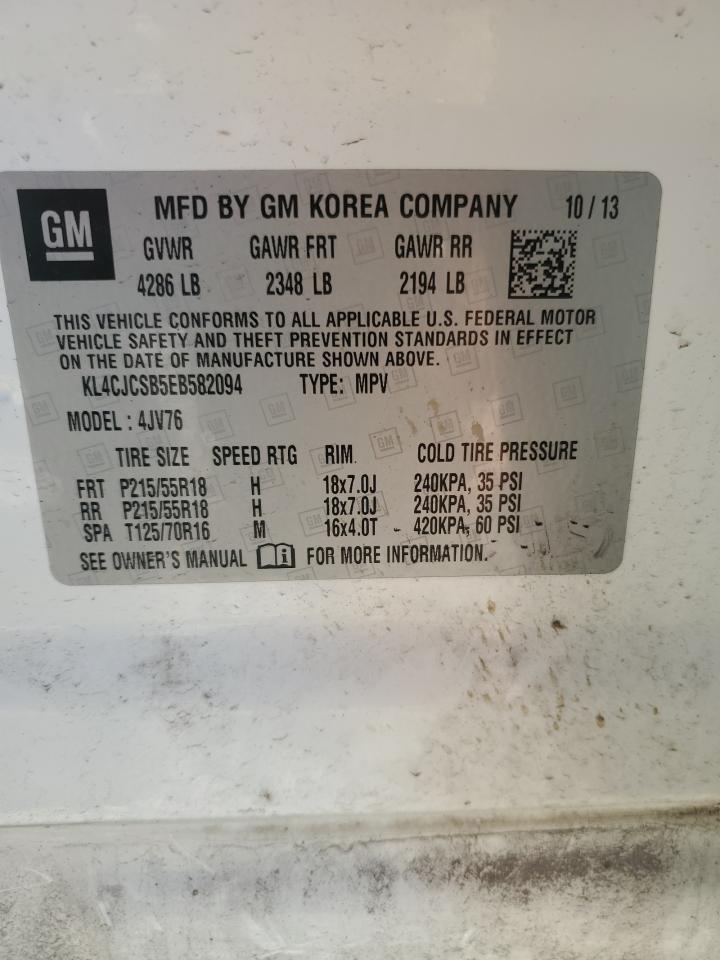 GM MFD BY GM KOREA COMPANY 10 / 13
GVWR GAWR FRT GAWR RR
4286 LB 2348 LB 2194 LB
THIS VEHICLE CONFORMS TO ALL APPLICABLE U.S. FEDERAL MOTOR
VEHICLE SAFETY AND THEFT PREVENTION STANDARDS IN EFFECT
ON THE DATE OF MANUFACTURE SHOWN ABOVE.
KL4CJCSB5EB582094 TYPE: MPV
MODEL : 4JV76
TIRE SIZE SPEED RTG RIM COLD TIRE PRESSURE
FRT P215/55R18 H 18x7.0J 240KPA, 35 PSI
RR P215/55R18 H 18x7.0J 240KPA, 35 PSI
SPA T125/70R16 M 16x4.0T 420KPA, 60 PSI
SEE OWNER'S MANUAL FOR MORE INFORMATION.